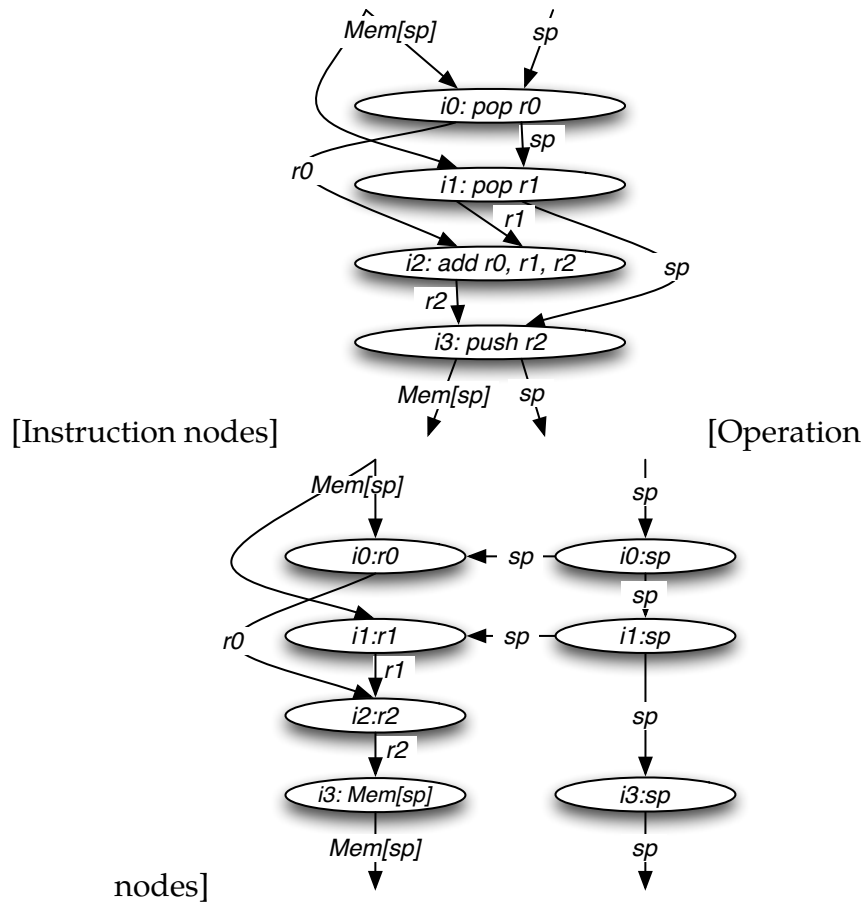 Mem[sp] sp
i0: pop r0
sp
r0
i1: pop r1
r1
i2: add r0, r1, r2
sp
r2
i3: push r2
Mem[sp] sp
[Instruction nodes] [Operation
Mem[sp] sp
i0:r0 sp i0:sp
sp
r0 i1:r1 sp i1:sp
r1
i2:r2 sp
r2
i3: Mem[sp] i3:sp
Mem[sp] sp
nodes]